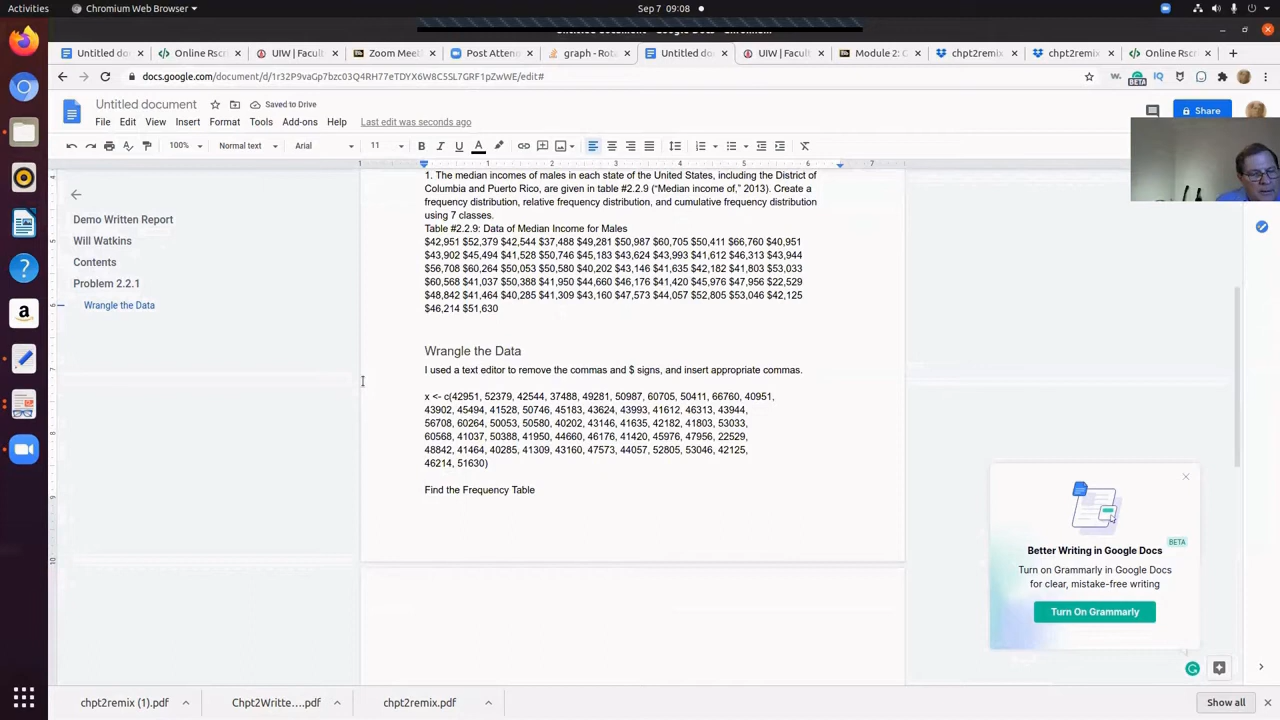 Activities
Chromium Web Browser
Sep 7 09:08
Untitled doc
Online Rscr
UIW | Facult
Zoom Meeti
Post Attend
graph - Rota
Untitled doc
UIW | Facult
Module 2: C
chpt2remix
chpt2remix
Online Rscr
docs.google.com/document/d/1r32P9vaGp7bzc03Q4RH77eTDYX6W8C5SL7GRF1pZwWE/edit#
BETA
Untitled document
Saved to Drive
Share
File Edit View Insert Format Tools Add-ons Help
Last edit was seconds ago
100%
Normal text
Arial
11
B I U A
1 1 2 3 4 5 6 7
Demo Written Report
Will Watkins
Contents
Problem 2.2.1
Wrangle the Data
1. The median incomes of males in each state of the United States, including the District of
Columbia and Puerto Rico, are given in table #2.2.9 (“Median income of,” 2013). Create a
frequency distribution, relative frequency distribution, and cumulative frequency distribution
using 7 classes.
Table #2.2.9: Data of Median Income for Males
$42,951 $52,379 $42,544 $37,488 $49,281 $50,987 $60,705 $50,411 $66,760 $40,951
$43,902 $45,494 $41,528 $50,746 $45,183 $43,624 $43,993 $41,612 $46,313 $43,944
$56,708 $60,264 $50,053 $50,580 $40,202 $43,146 $41,635 $42,182 $41,803 $53,033
$60,568 $41,037 $50,388 $41,950 $44,660 $46,176 $41,420 $45,976 $47,956 $22,529
$48,842 $41,464 $40,285 $41,309 $43,160 $47,573 $44,057 $52,805 $53,046 $42,125
$46,214 $51,630
Wrangle the Data
I used a text editor to remove the commas and $ signs, and insert appropriate commas.
x <- c(42951, 52379, 42544, 37488, 49281, 50987, 60705, 50411, 66760, 40951,
43902, 45494, 41528, 50746, 45183, 43624, 43993, 41612, 46313, 43944,
56708, 60264, 50053, 50580, 40202, 43146, 41635, 42182, 41803, 53033,
60568, 41037, 50388, 41950, 44660, 46176, 41420, 45976, 47956, 22529,
48842, 41464, 40285, 41309, 43160, 47573, 44057, 52805, 53046, 42125,
46214, 51630)
Find the Frequency Table
BETA
Better Writing in Google Docs
Turn on Grammarly in Google Docs
for clear, mistake-free writing
Turn On Grammarly
chpt2remix (1).pdf
Chpt2Writte....pdf
chpt2remix.pdf
Show all